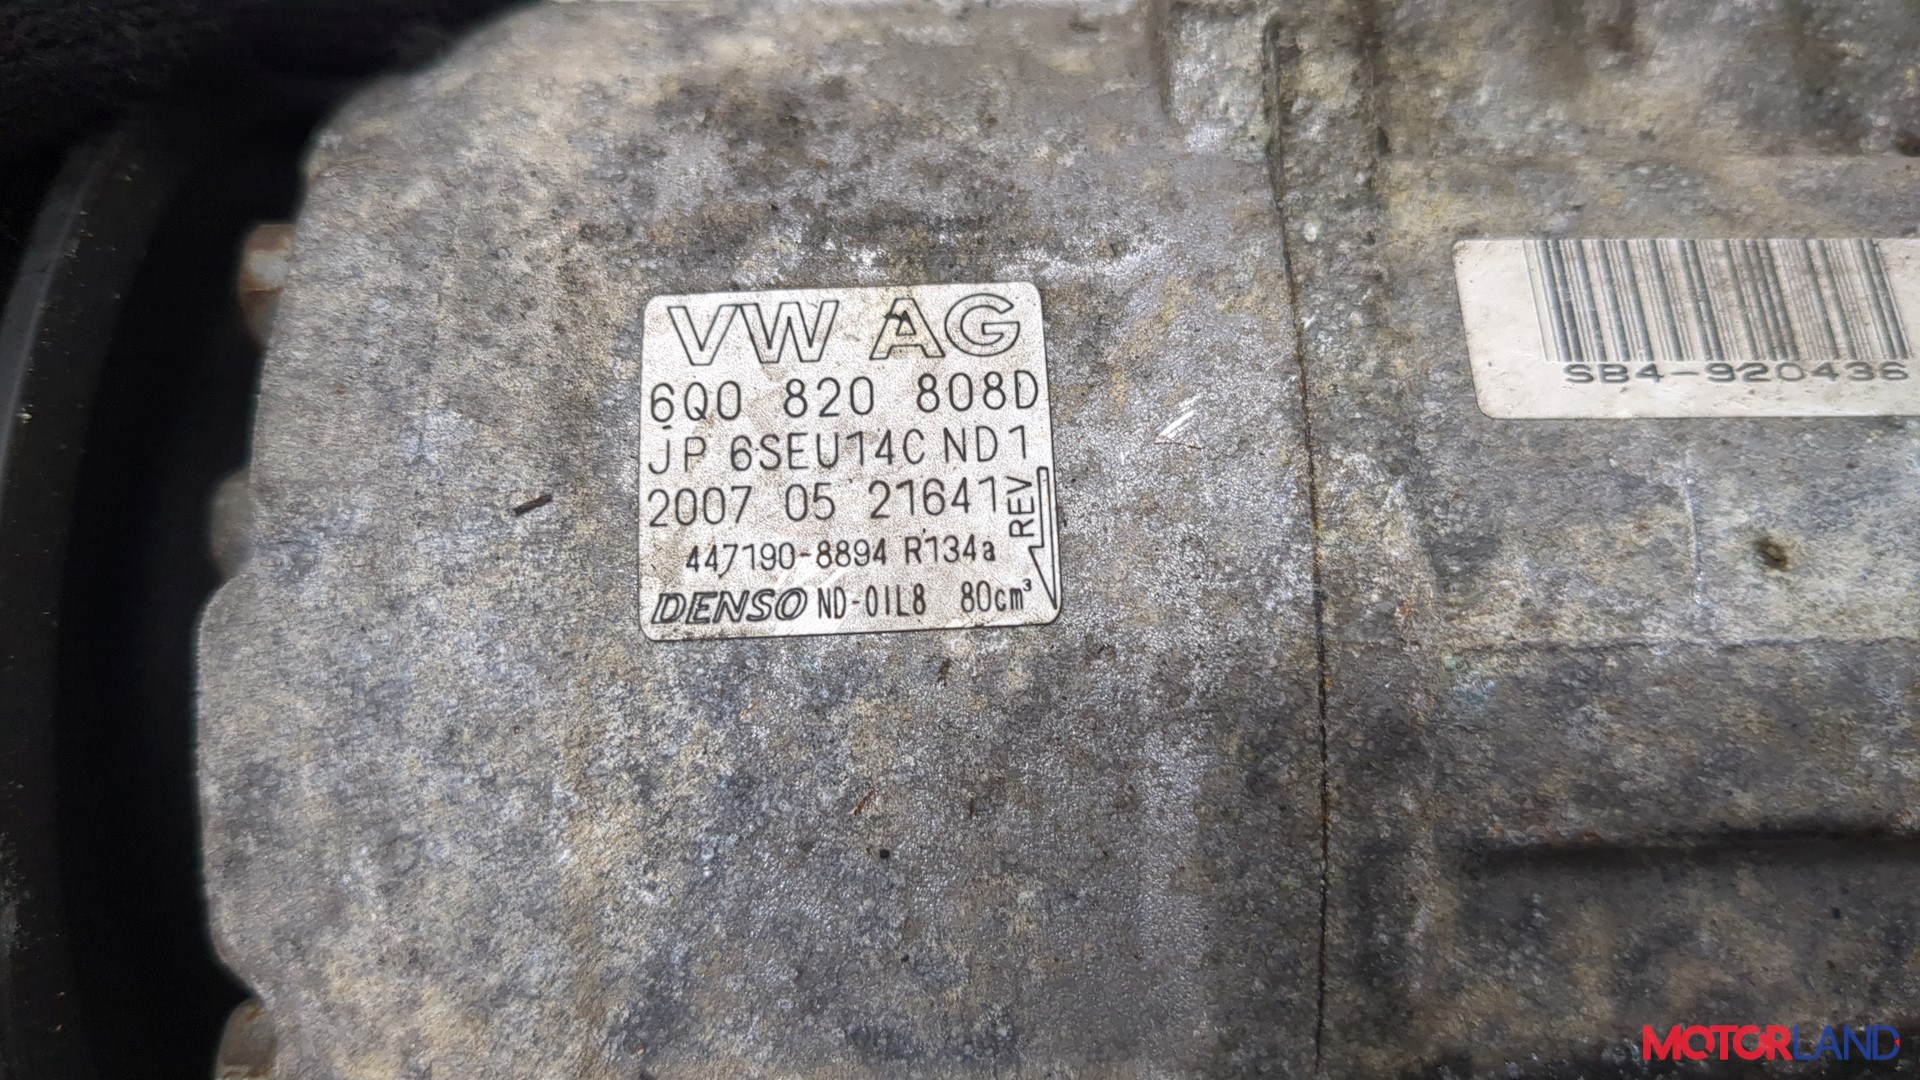 VW AG
6Q0 820 808D
JP 6SEU14C ND1
2007 05 21641
REV
447190-8894 R134a
DENSO ND-OIL8 80cm³
SB4-920436
MOTORLAND